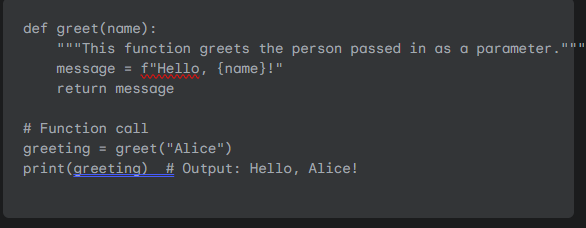 def greet(name):
    """This function greets the person passed in as a parameter."""
    message = f"Hello, {name}!"
    return message

# Function call
greeting = greet("Alice")
print(greeting)  # Output: Hello, Alice!